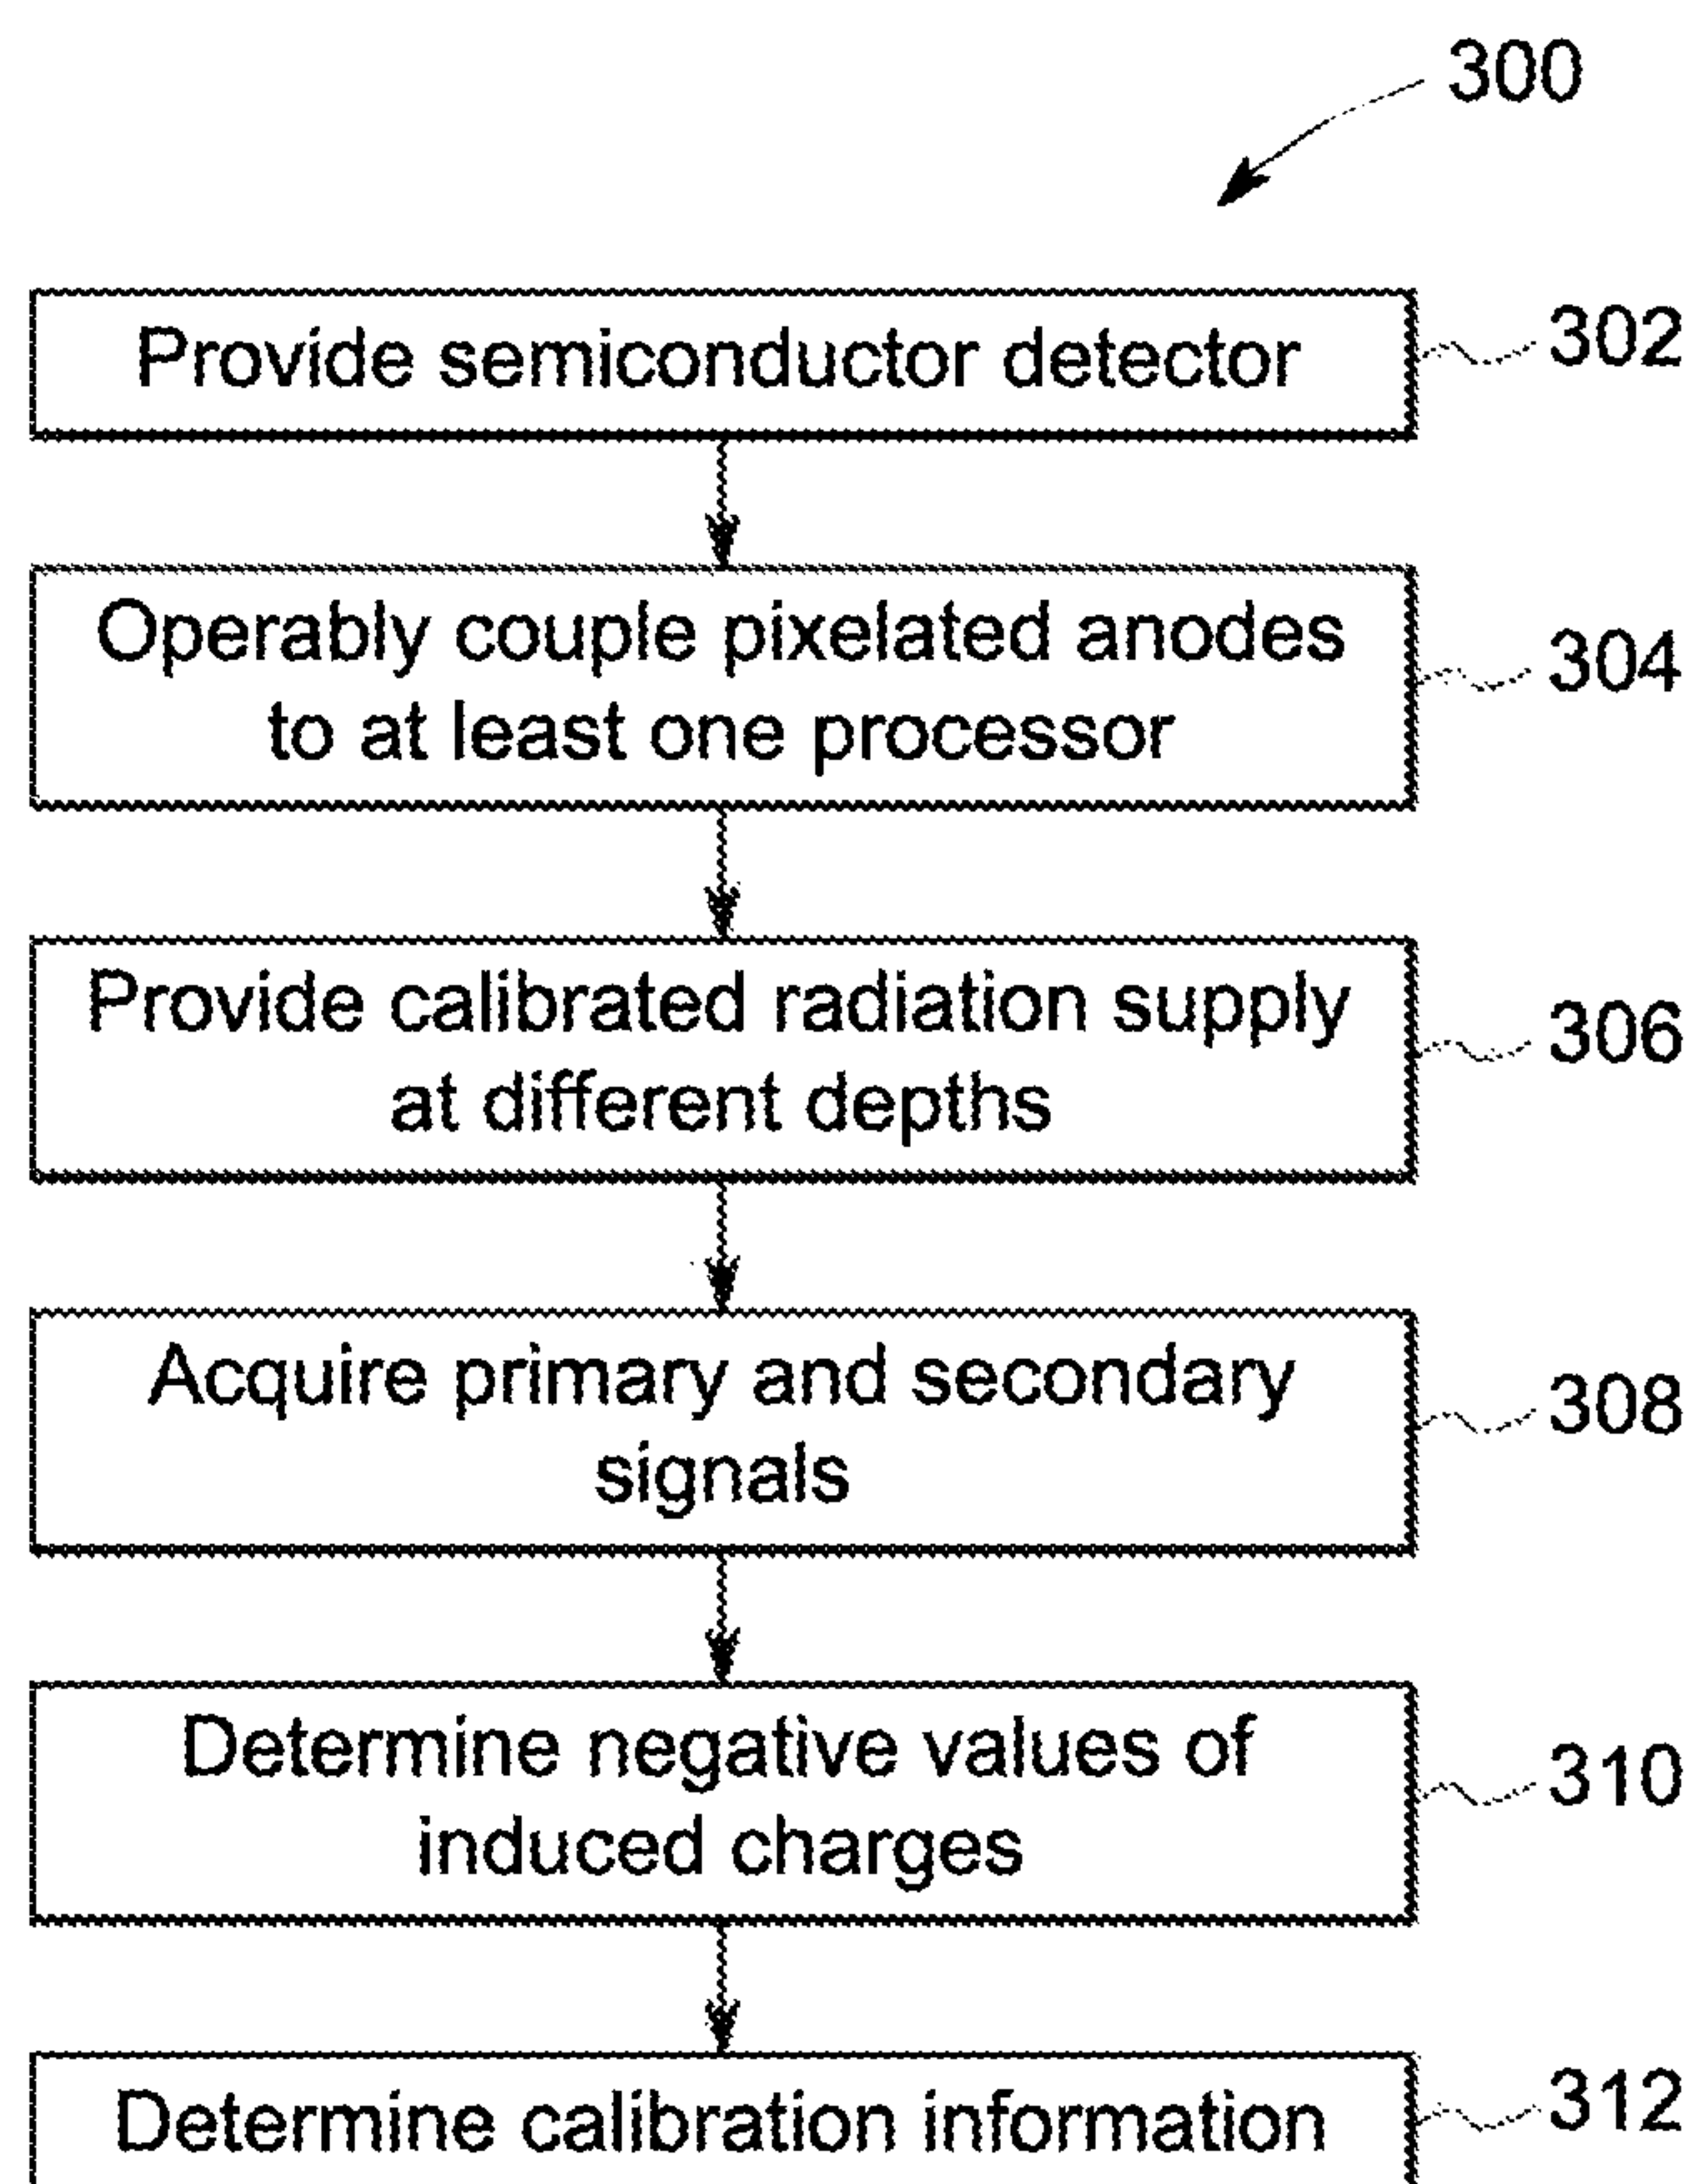 300
Provide semiconductor detector
302
Operably couple pixelated anodes
to at least one processor
304
Provide calibrated radiation supply
at different depths
306
Acquire primary and secondary
signals
308
Determine negative values of
induced charges
310
Determine calibration information
312